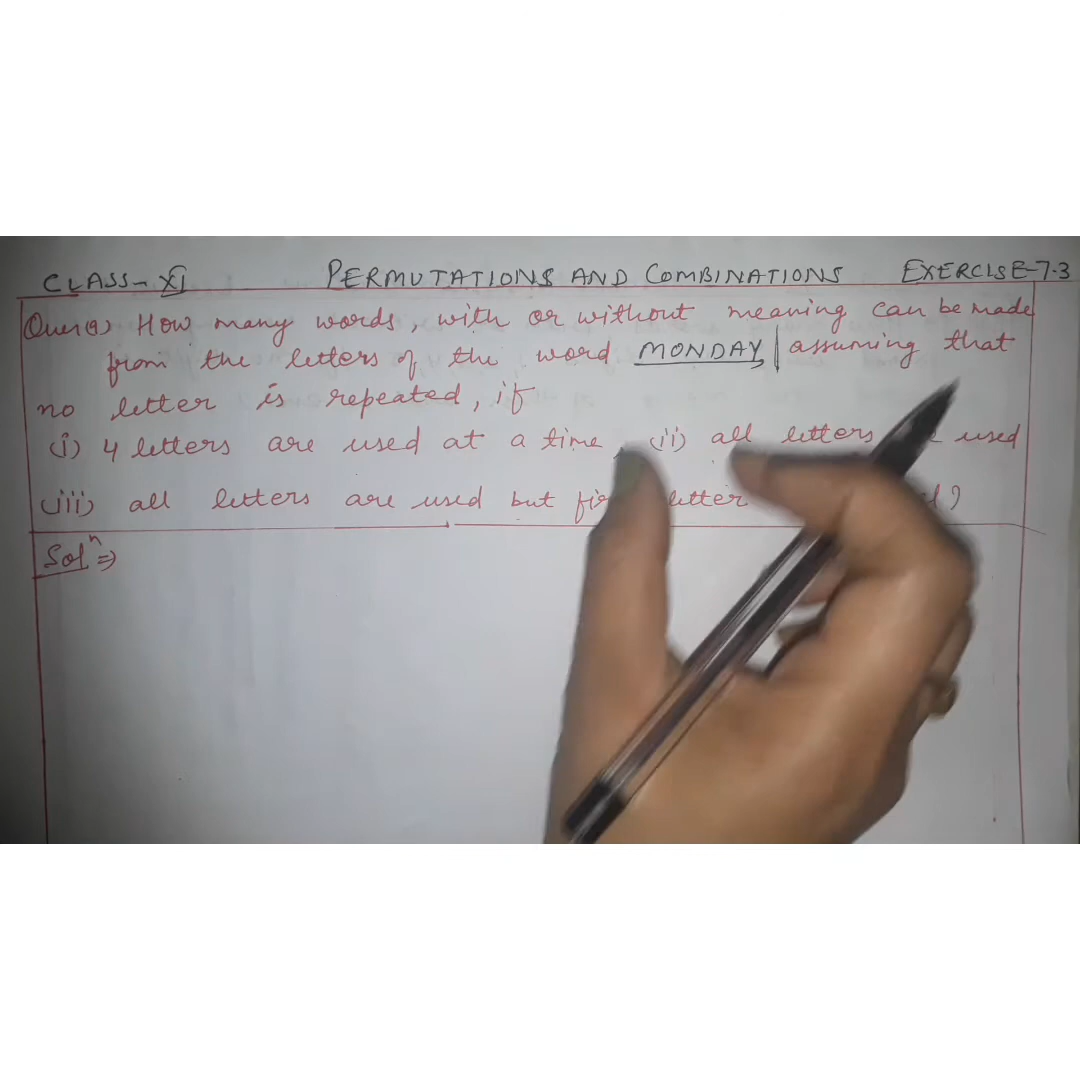 CLASS- XI PERMUTATIONS AND COMBINATIONS EXERCISE-7.3
Ques(9) How many words, with or without meaning can be made
from the letters of the word MONDAY, assuming that
no letter is repeated, if
(i) 4 letters are used at a time, (ii) all letters used
(iii) all letters are used but letter
Solⁿ ⇒